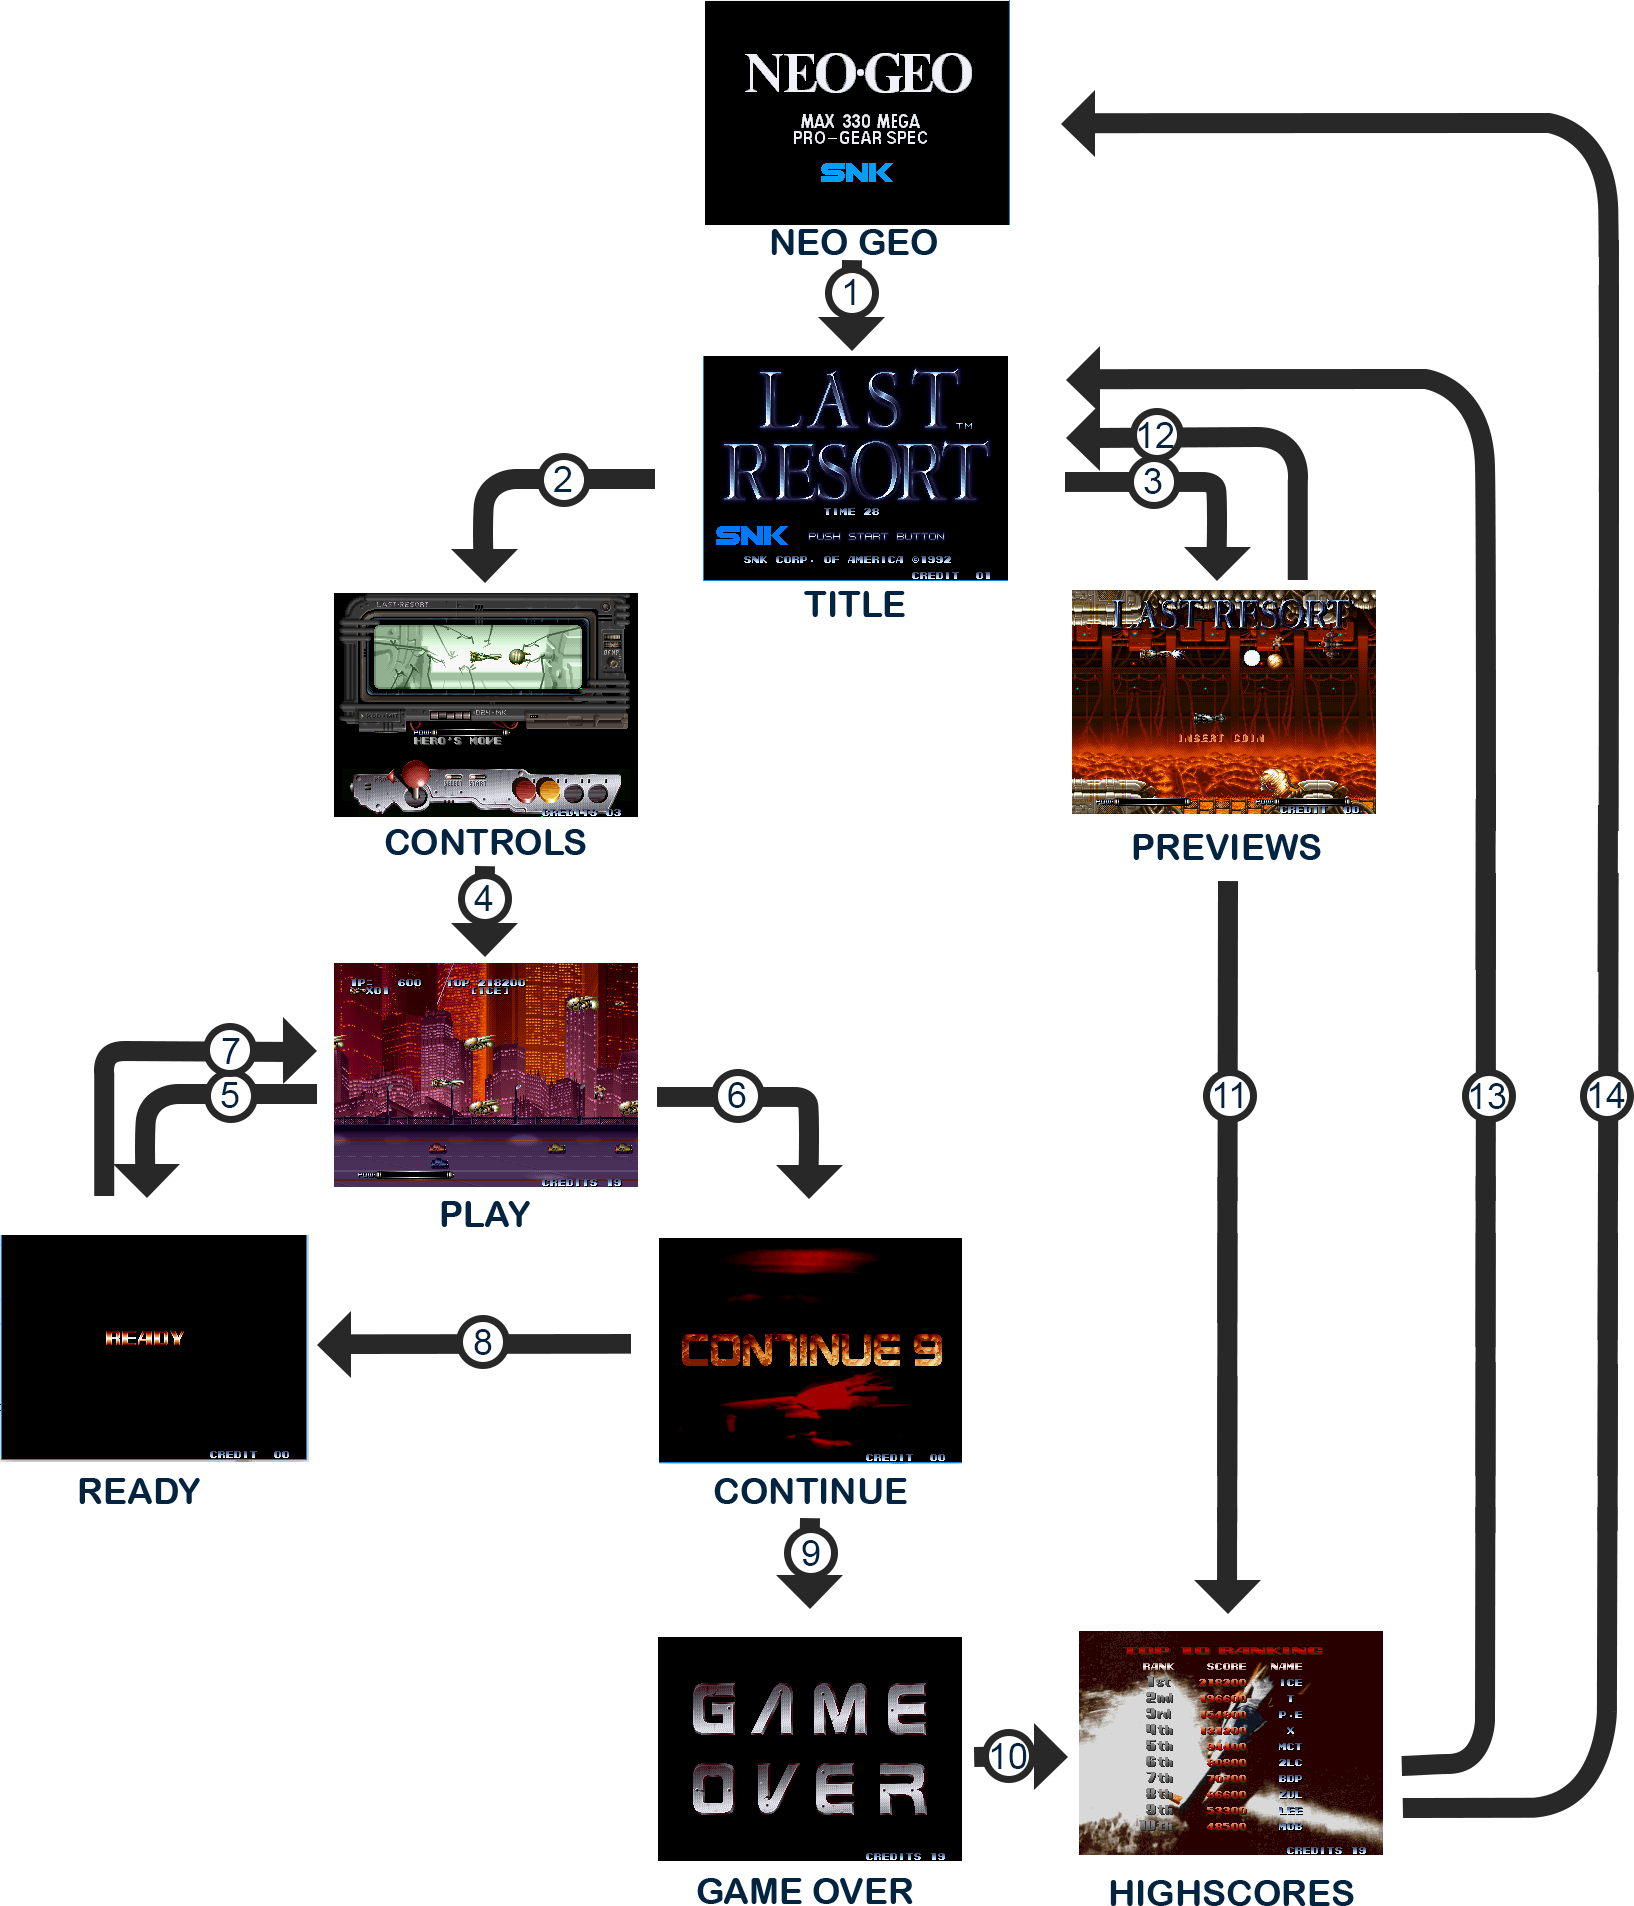 NEO·GEO
MAX 330 MEGA
PRO-GEAR SPEC
SNK
NEO GEO
1
LAST
RESORT
TM
TIME 28
SNK PUSH START BUTTON
SNK CORP. OF AMERICA ©1992
CREDIT 01
TITLE
2
12
3
LAST-RESORT
HERO'S MOVE
SELECT START
CREDITS 03
CONTROLS
LAST RESORT
INSERT COIN
CREDIT 00
PREVIEWS
4
1P= 600 TOP 218200
X01 [ICE]
CREDITS 19
PLAY
7
5
6
11
13
14
READY
CREDIT 00
READY
8
CONTINUE 9
CREDIT 00
CONTINUE
9
GAME
OVER
CREDITS 19
GAME OVER
10
TOP 10 RANKING
RANK SCORE NAME
1st 218200 ICE
2nd 196600 T
3rd 154800 P.E
4th 131200 X
5th 94400 MCT
6th 80800 2LC
7th 70700 BDP
8th 66600 ZUL
9th 53300 LEE
10th 48500 MOB
CREDITS 19
HIGHSCORES